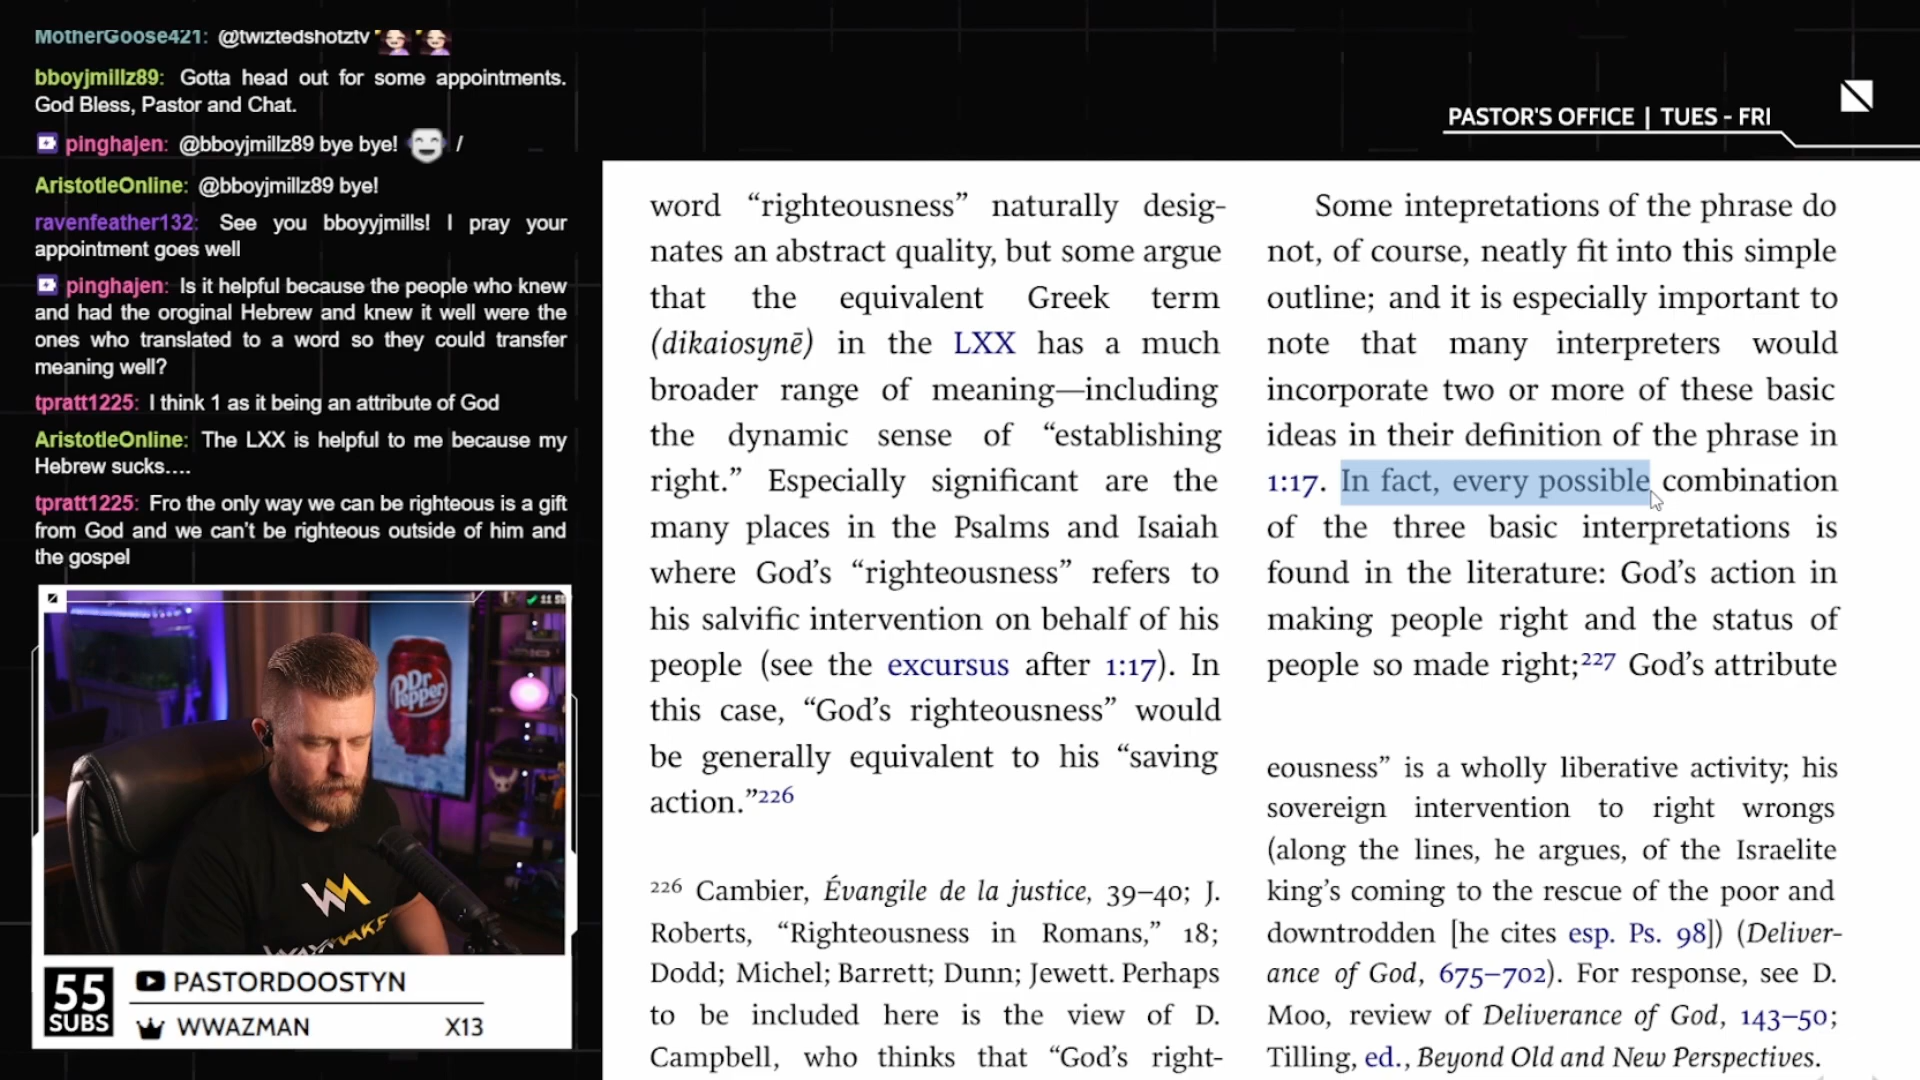 MotherGoose421: @twiztedshotztv
bboyjmillz89: Gotta head out for some appointments.
God Bless, Pastor and Chat.
pinghajen: @bboyjmillz89 bye bye! /
AristotleOnline: @bboyjmillz89 bye!
ravenfeather132: See you bboyyjmills! I pray your
appointment goes well
pinghajen: Is it helpful because the people who knew
and had the oroginal Hebrew and knew it well were the
ones who translated to a word so they could transfer
meaning well?
tpratt1225: I think 1 as it being an attribute of God
AristotleOnline: The LXX is helpful to me because my
Hebrew sucks....
tpratt1225: Fro the only way we can be righteous is a gift
from God and we can't be righteous outside of him and
the gospel
Dr
Pepper
WM
55
SUBS
PASTORDOOSTYN
WWAZMAN X13
PASTOR'S OFFICE | TUES - FRI
word “righteousness” naturally desig-
nates an abstract quality, but some argue
that the equivalent Greek term
(dikaiosynē) in the LXX has a much
broader range of meaning—including
the dynamic sense of “establishing
right.” Especially significant are the
many places in the Psalms and Isaiah
where God’s “righteousness” refers to
his salvific intervention on behalf of his
people (see the excursus after 1:17). In
this case, “God’s righteousness” would
be generally equivalent to his “saving
action.”226
226 Cambier, Évangile de la justice, 39–40; J.
Roberts, “Righteousness in Romans,” 18;
Dodd; Michel; Barrett; Dunn; Jewett. Perhaps
to be included here is the view of D.
Campbell, who thinks that “God’s right-
Some intepretations of the phrase do
not, of course, neatly fit into this simple
outline; and it is especially important to
note that many interpreters would
incorporate two or more of these basic
ideas in their definition of the phrase in
1:17. In fact, every possible combination
of the three basic interpretations is
found in the literature: God’s action in
making people right and the status of
people so made right;227 God’s attribute
eousness” is a wholly liberative activity; his
sovereign intervention to right wrongs
(along the lines, he argues, of the Israelite
king’s coming to the rescue of the poor and
downtrodden [he cites esp. Ps. 98]) (Deliver-
ance of God, 675–702). For response, see D.
Moo, review of Deliverance of God, 143–50;
Tilling, ed., Beyond Old and New Perspectives.